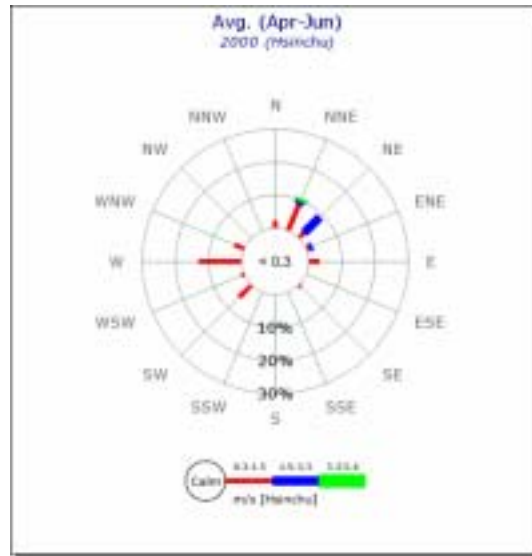 Avg. (Apr-Jun)
2000 (Hsinchu)
N
NNW
NNE
NW
NE
WNW
ENE
W
< 0.3
E
WSW
ESE
10%
SW
SE
20%
SSW
SSE
30%
S
Calm
m/s [Hsinchu]